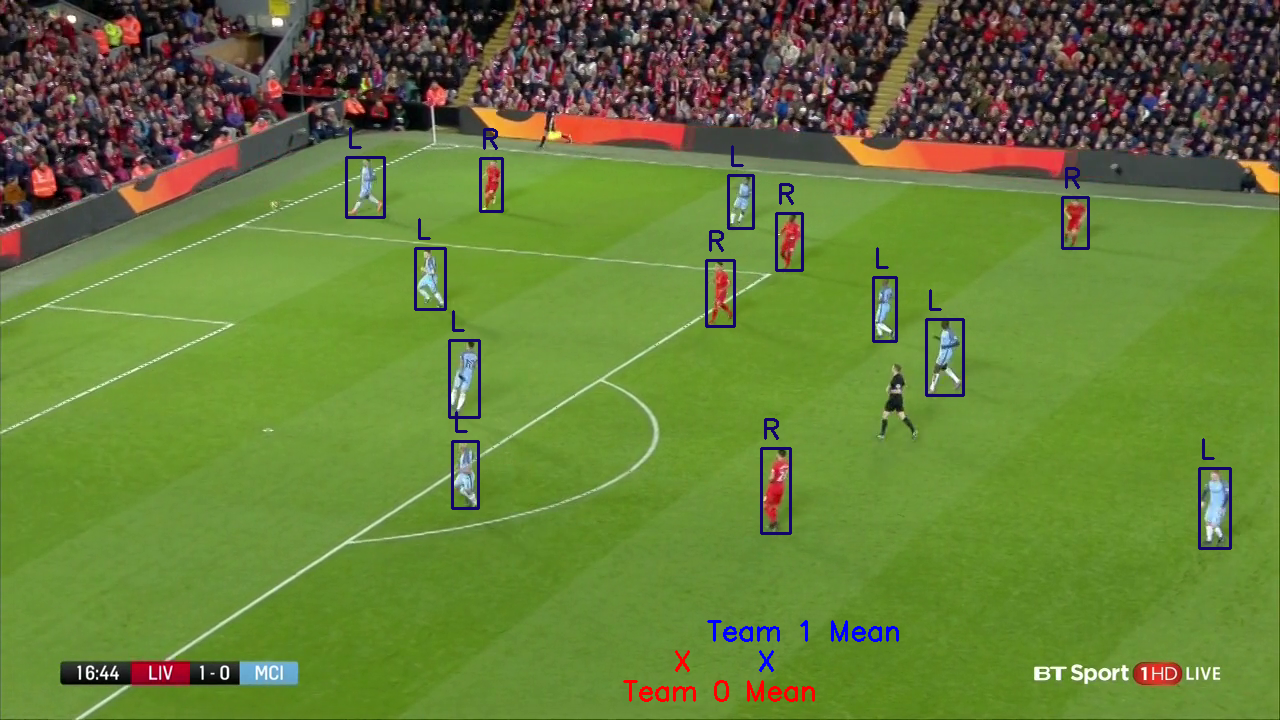 L
R
L
R
R
L
R
L
L
L
L
L
R
L
Team 1 Mean
X X
Team 0 Mean
16:44 LIV 1-0 MCI
BT Sport 1HD LIVE